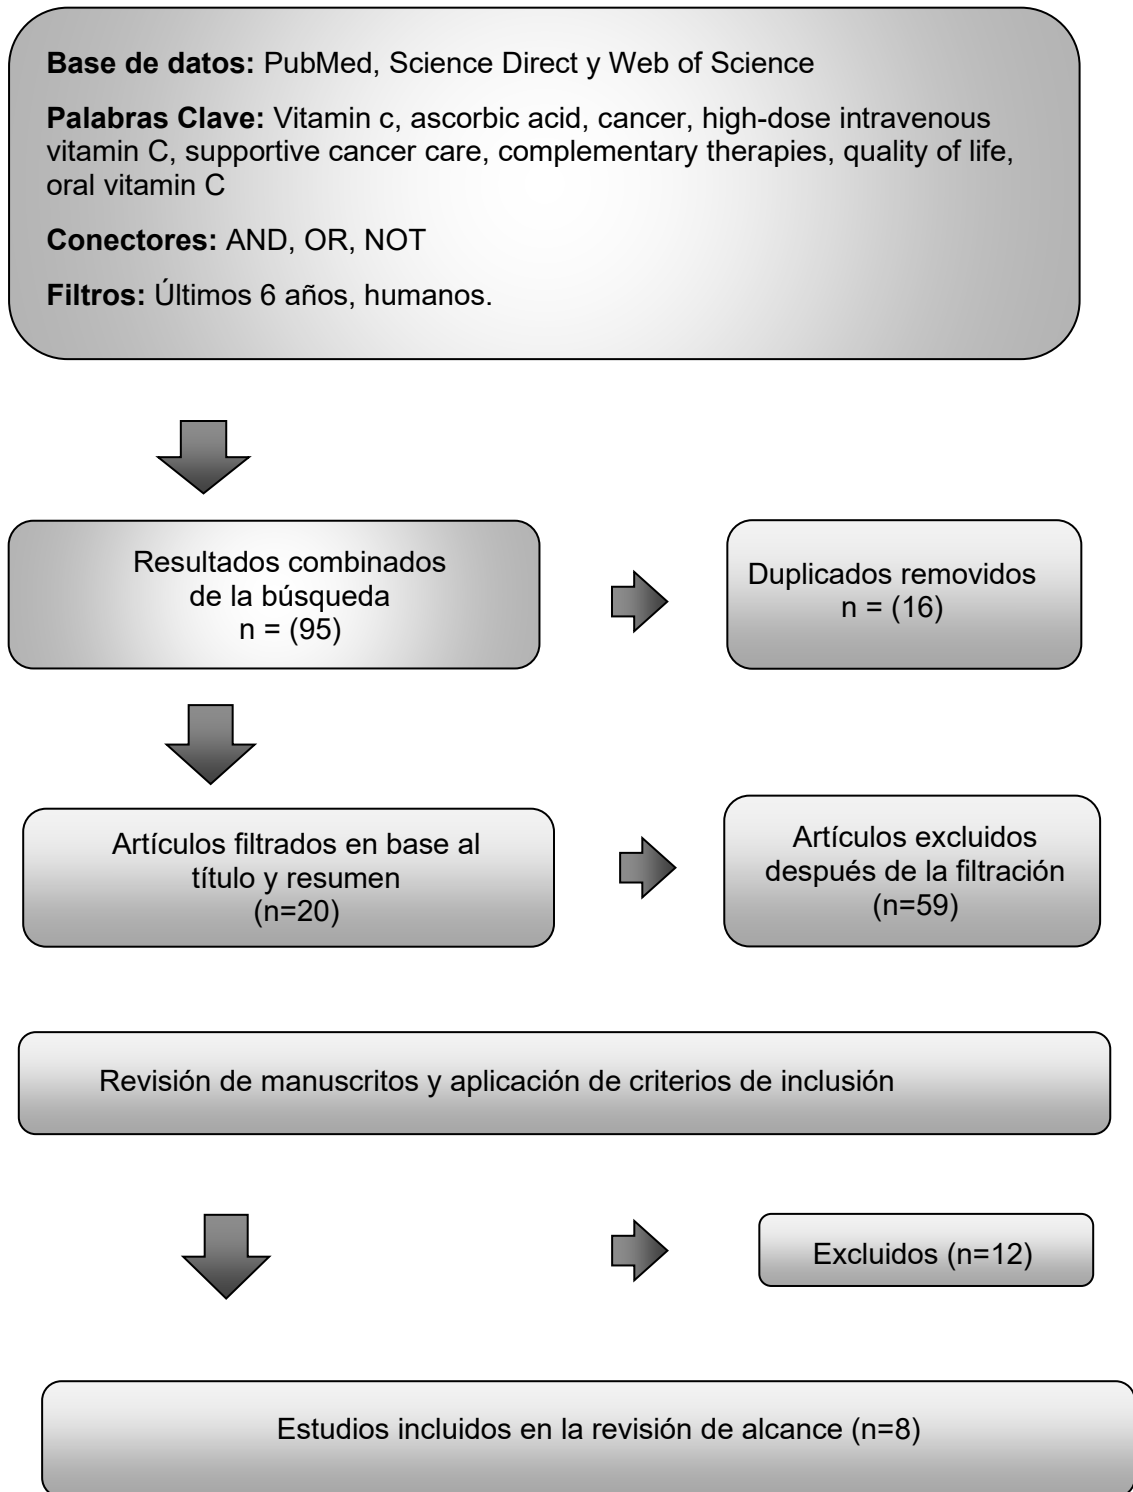 Base de datos: PubMed, Science Direct y Web of Science
Palabras Clave: Vitamin c, ascorbic acid, cancer, high-dose intravenous
vitamin C, supportive cancer care, complementary therapies, quality of life,
oral vitamin C
Conectores: AND, OR, NOT
Filtros: Últimos 6 años, humanos.
Resultados combinados
de la búsqueda
n = (95)
Duplicados removidos
n = (16)
Artículos filtrados en base al
título y resumen
(n=20)
Artículos excluidos
después de la filtración
(n=59)
Revisión de manuscritos y aplicación de criterios de inclusión
Excluidos (n=12)
Estudios incluidos en la revisión de alcance (n=8)